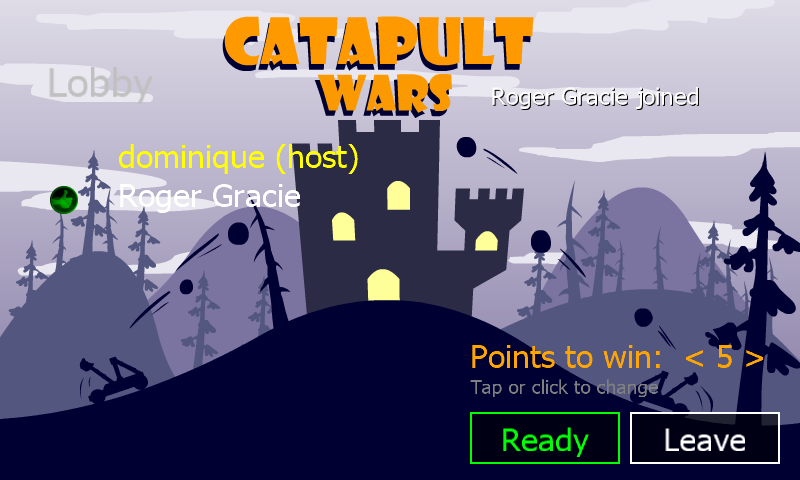 CATAPULT
WARS
Lobby
Roger Gracie joined
dominique (host)
Roger Gracie
Points to win: < 5 >
Tap or click to change
Ready
Leave